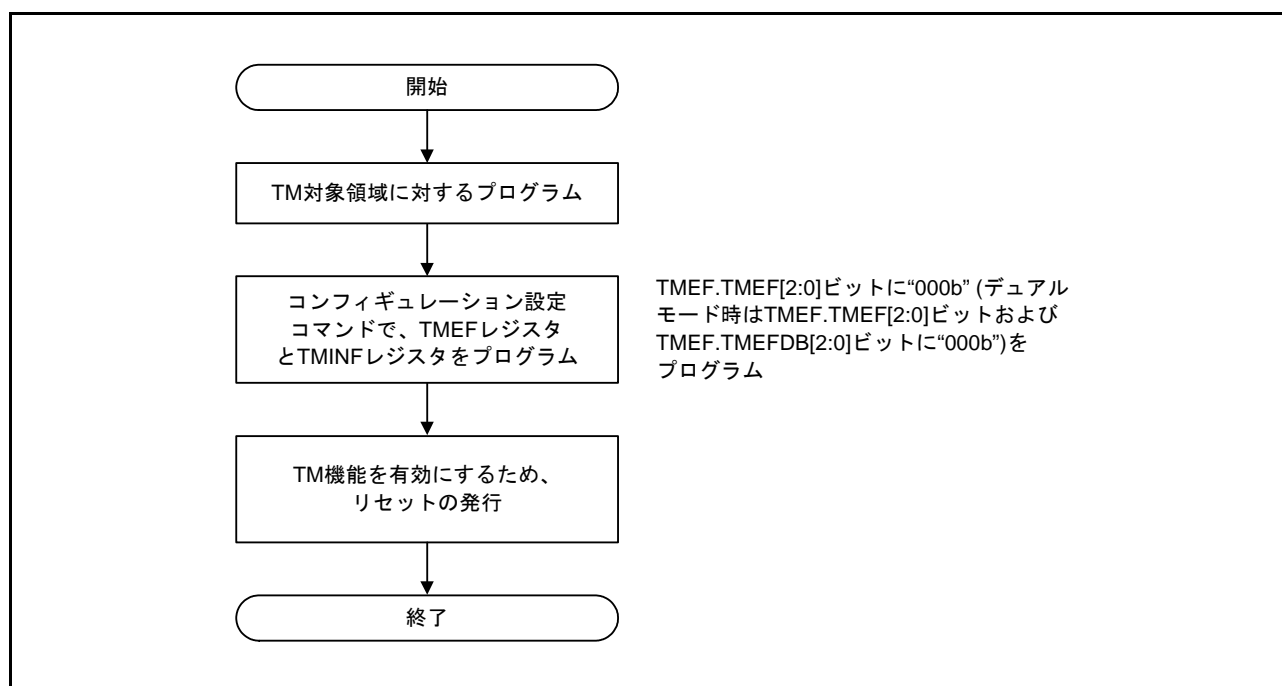 開始
TM対象領域に対するプログラム
コンフィギュレーション設定
コマンドで、TMEFレジスタ
とTMINFレジスタをプログラム
TMEF.TMEF[2:0]ビットに“000b” (デュアル
モード時はTMEF.TMEF[2:0]ビットおよび
TMEF.TMEFDB[2:0]ビットに“000b”)を
プログラム
TM機能を有効にするため、
リセットの発行
終了